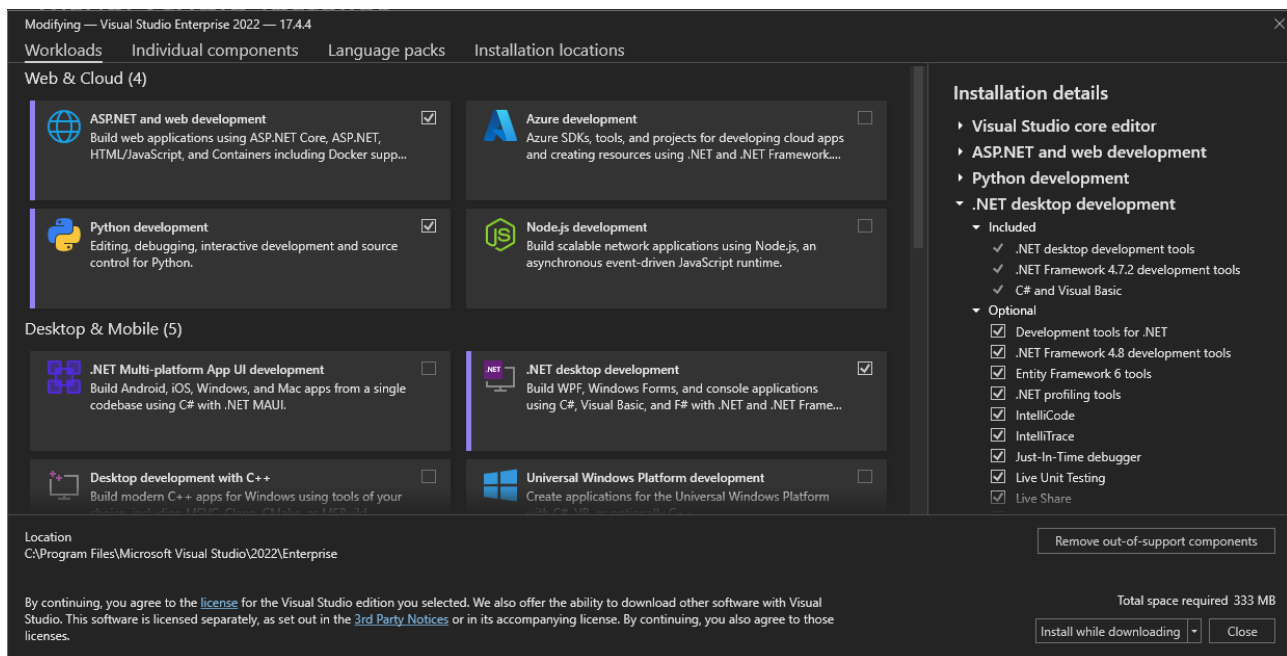 Modifying — Visual Studio Enterprise 2022 — 17.4.4
Workloads Individual components Language packs Installation locations
Web & Cloud (4)
ASP.NET and web development
Build web applications using ASP.NET Core, ASP.NET,
HTML/JavaScript, and Containers including Docker supp...
Azure development
Azure SDKs, tools, and projects for developing cloud apps
and creating resources using .NET and .NET Framework....
Python development
Editing, debugging, interactive development and source
control for Python.
Node.js development
Build scalable network applications using Node.js, an
asynchronous event-driven JavaScript runtime.
Desktop & Mobile (5)
.NET Multi-platform App UI development
Build Android, iOS, Windows, and Mac apps from a single
codebase using C# with .NET MAUI.
.NET
.NET desktop development
Build WPF, Windows Forms, and console applications
using C#, Visual Basic, and F# with .NET and .NET Frame...
Desktop development with C++
Build modern C++ apps for Windows using tools of your
choice, including MSVC, Clang, CMake, or MSBuild.
Universal Windows Platform development
Create applications for the Universal Windows Platform
with C#, VB, or optionally C++.
Installation details
Visual Studio core editor
ASP.NET and web development
Python development
.NET desktop development
Included
.NET desktop development tools
.NET Framework 4.7.2 development tools
C# and Visual Basic
Optional
Development tools for .NET
.NET Framework 4.8 development tools
Entity Framework 6 tools
.NET profiling tools
IntelliCode
IntelliTrace
Just-In-Time debugger
Live Unit Testing
Live Share
Location
C:\Program Files\Microsoft Visual Studio\2022\Enterprise
Remove out-of-support components
By continuing, you agree to the license for the Visual Studio edition you selected. We also offer the ability to download other software with Visual
Studio. This software is licensed separately, as set out in the 3rd Party Notices or in its accompanying license. By continuing, you also agree to those
licenses.
Total space required 333 MB
Install while downloading
Close